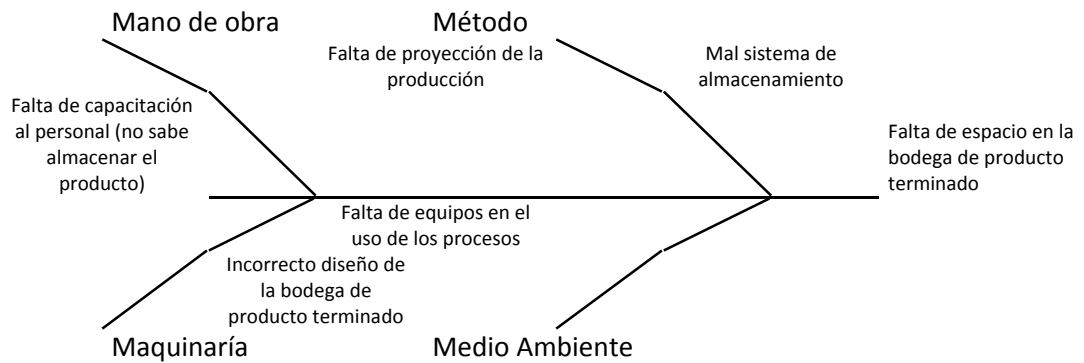 Mano de obra
Método
Falta de proyección de la
producción
Mal sistema de
almacenamiento
Falta de capacitación
al personal (no sabe
almacenar el
producto)
Falta de espacio en la
bodega de producto
terminado
Falta de equipos en el
uso de los procesos
Incorrecto diseño de
la bodega de
producto terminado
Maquinaría
Medio Ambiente